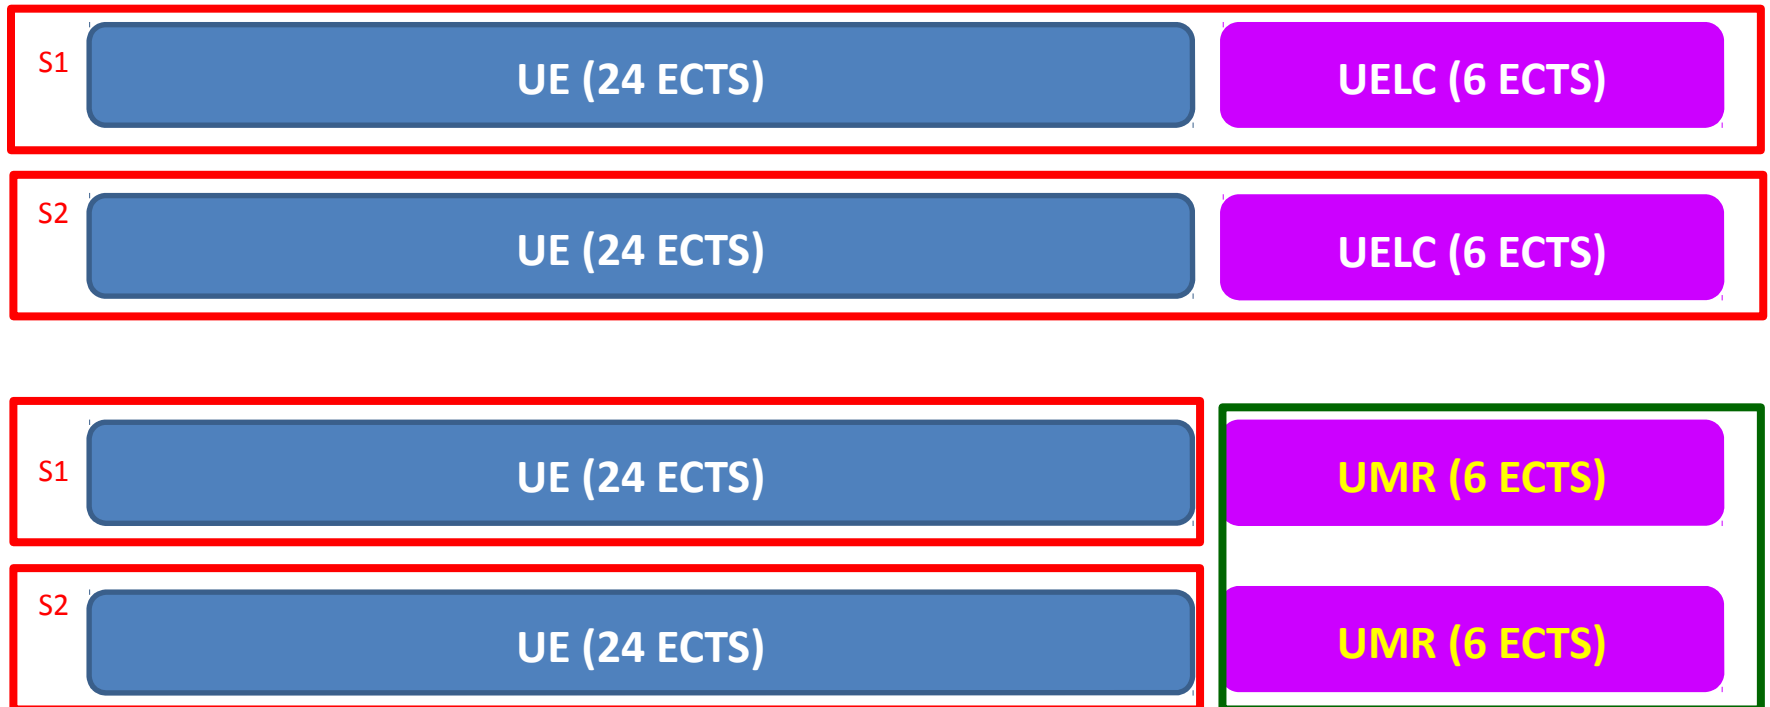 S1
UE (24 ECTS)
UELC (6 ECTS)
S2
UE (24 ECTS)
UELC (6 ECTS)
S1
UE (24 ECTS)
UMR (6 ECTS)
S2
UE (24 ECTS)
UMR (6 ECTS)